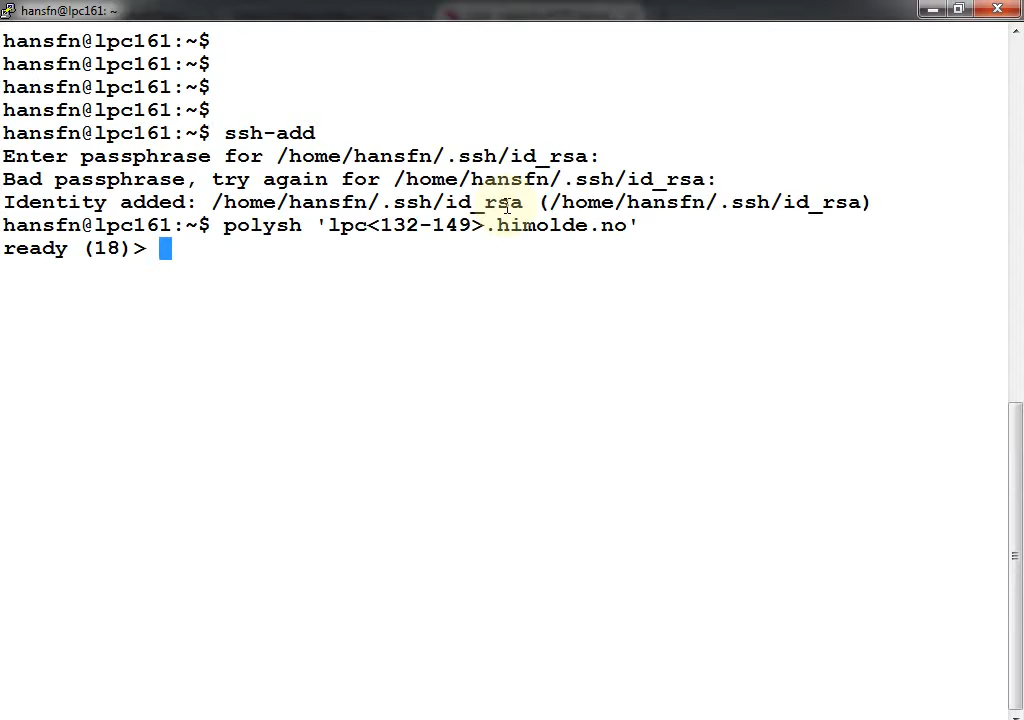 hansfn@lpc161: ~
hansfn@lpc161:~$
hansfn@lpc161:~$
hansfn@lpc161:~$
hansfn@lpc161:~$
hansfn@lpc161:~$ ssh-add
Enter passphrase for /home/hansfn/.ssh/id_rsa:
Bad passphrase, try again for /home/hansfn/.ssh/id_rsa:
Identity added: /home/hansfn/.ssh/id_rsa (/home/hansfn/.ssh/id_rsa)
hansfn@lpc161:~$ polysh 'lpc<132-149>.himolde.no'
ready (18)>